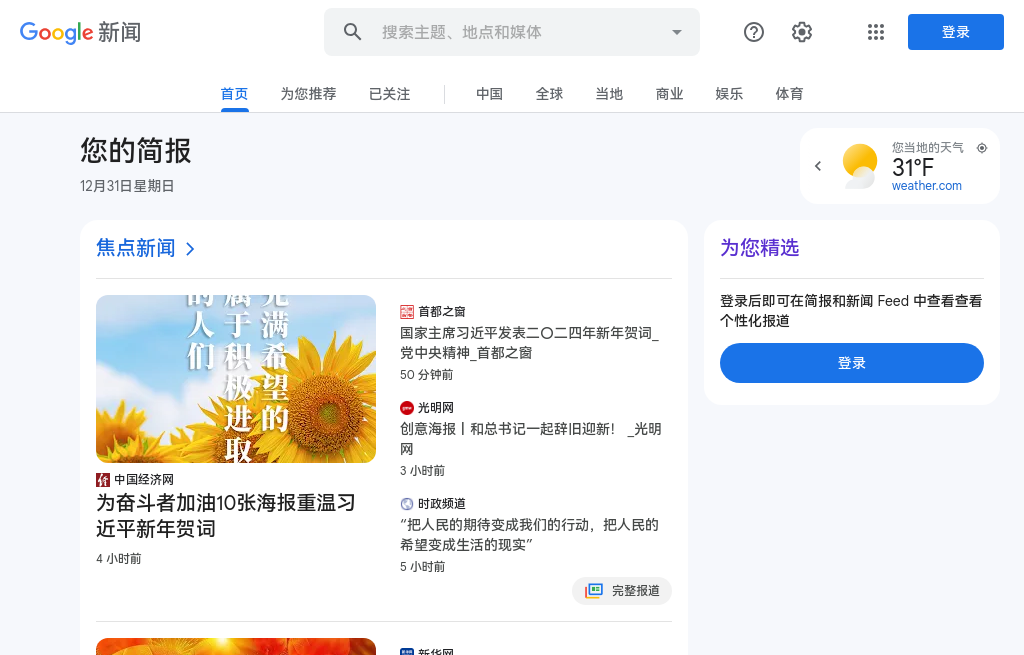 Google 新闻
搜索主题、地点和媒体
登录
首页
为您推荐
已关注
中国
全球
当地
商业
娱乐
体育
您的简报
12月31日星期日
您当地的天气
31°F
weather.com
焦点新闻
充满希望的
属于积极进取
的人们
中国经济网
为奋斗者加油10张海报重温习
近平新年贺词
4 小时前
首都之窗
国家主席习近平发表二〇二四年新年贺词_
党中央精神_首都之窗
50 分钟前
光明网
创意海报丨和总书记一起辞旧迎新！ _光明
网
3 小时前
时政频道
“把人民的期待变成我们的行动，把人民的
希望变成生活的现实”
5 小时前
完整报道
新华网
为您精选
登录后即可在简报和新闻 Feed 中查看查看
个性化报道
登录